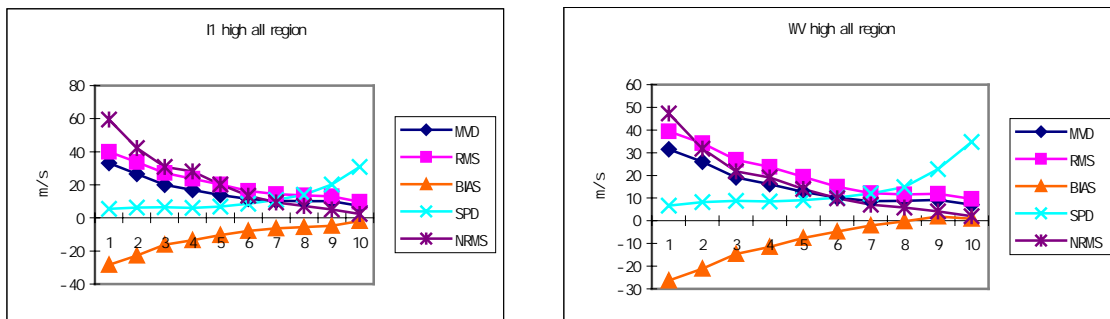 I1 high all region
80
60
40
20
0
-20
-40
m/s
1 2 3 4 5 6 7 8 9 10
MVD
RMS
BIAS
SPD
NRMS
WV high all region
60
50
40
30
20
10
0
-10
-20
-30
m/s
1 2 3 4 5 6 7 8 9 10
MVD
RMS
BIAS
SPD
NRMS